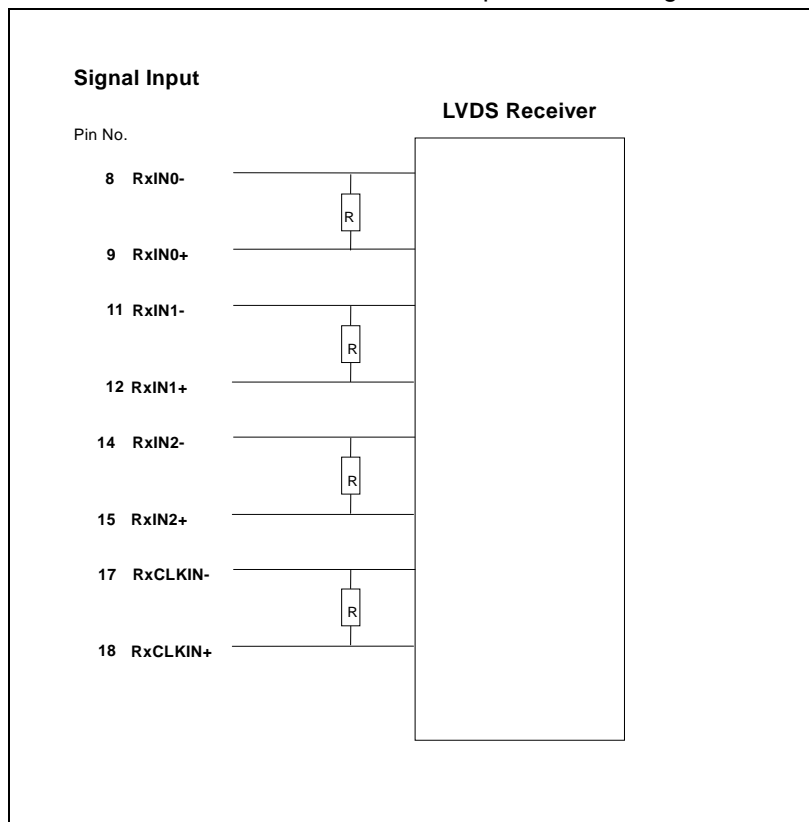 Signal Input
LVDS Receiver
Pin No.
8 RxIN0-
R
9 RxIN0+
11 RxIN1-
R
12 RxIN1+
14 RxIN2-
R
15 RxIN2+
17 RxCLKIN-
R
18 RxCLKIN+